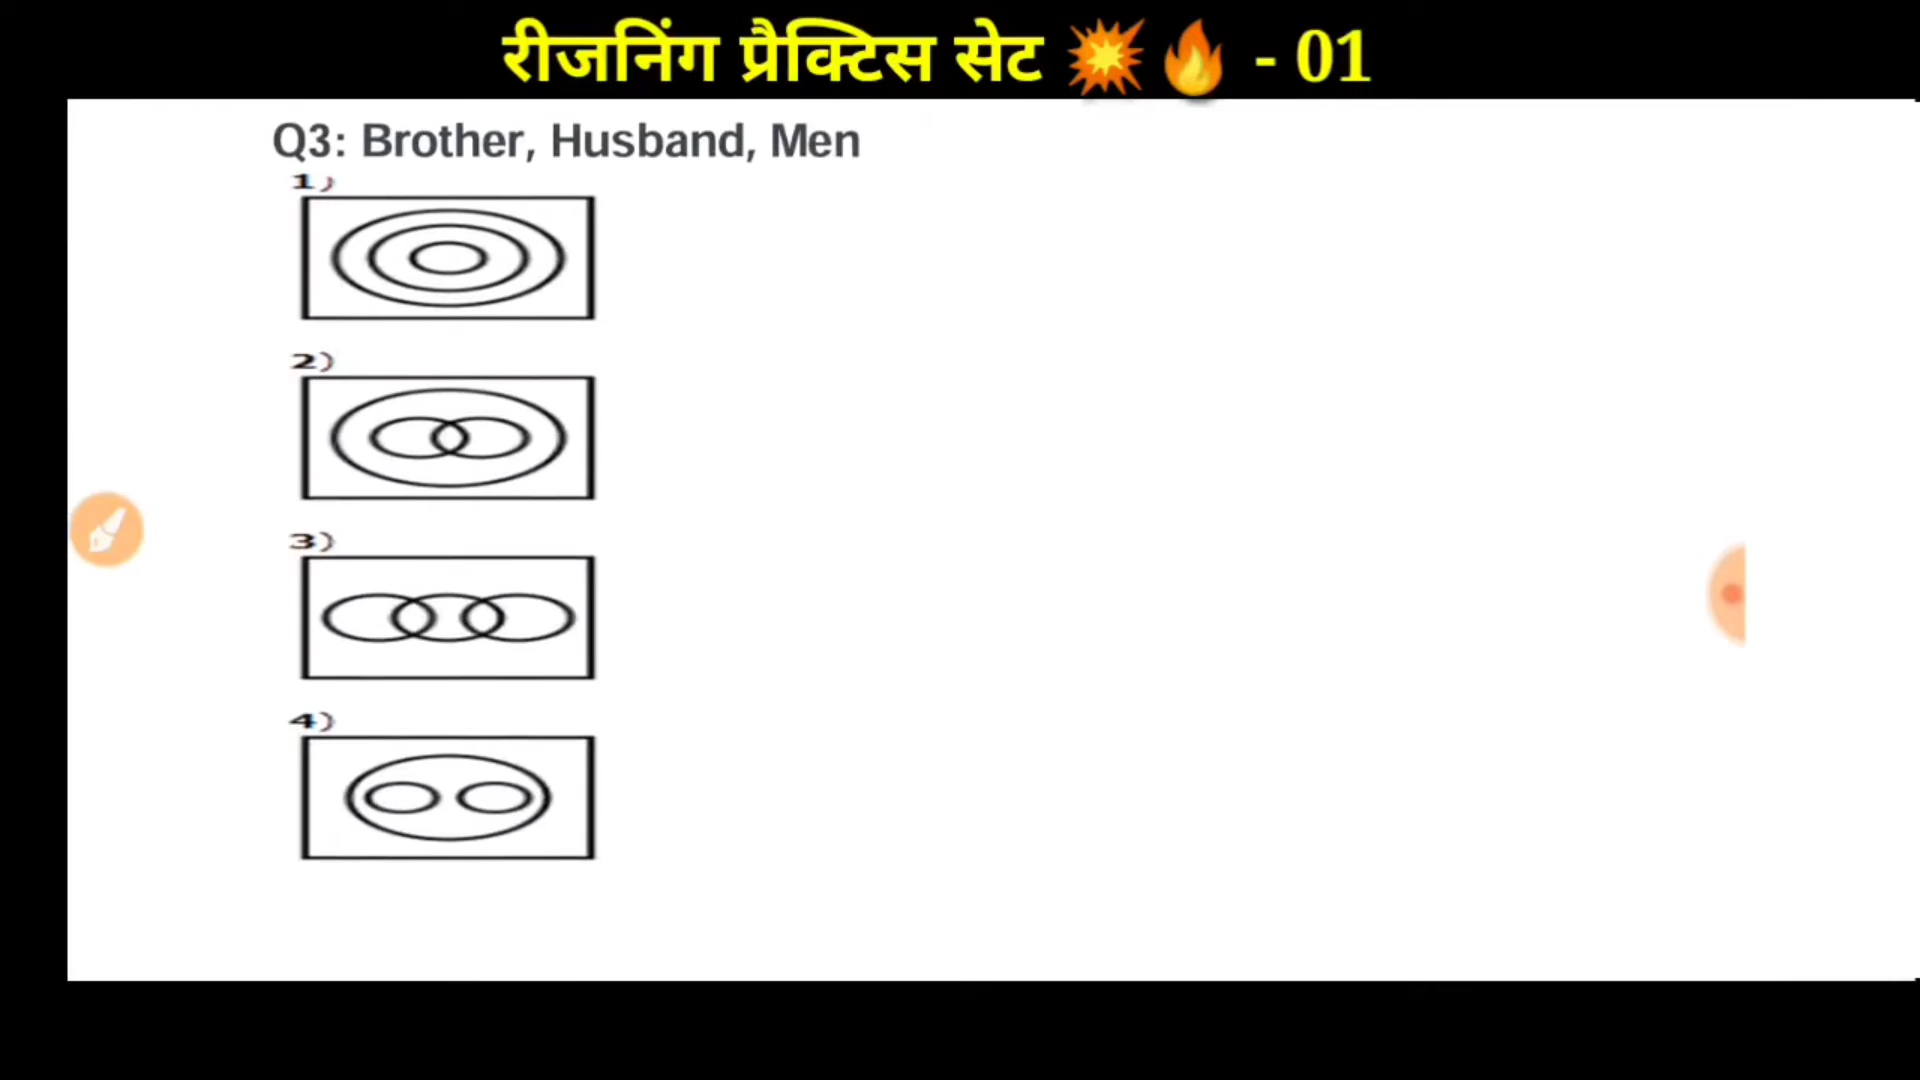 रीजनिंग प्रैक्टिस सेट 💥🔥 - 01
Q3: Brother, Husband, Men
1)
2)
3)
4)